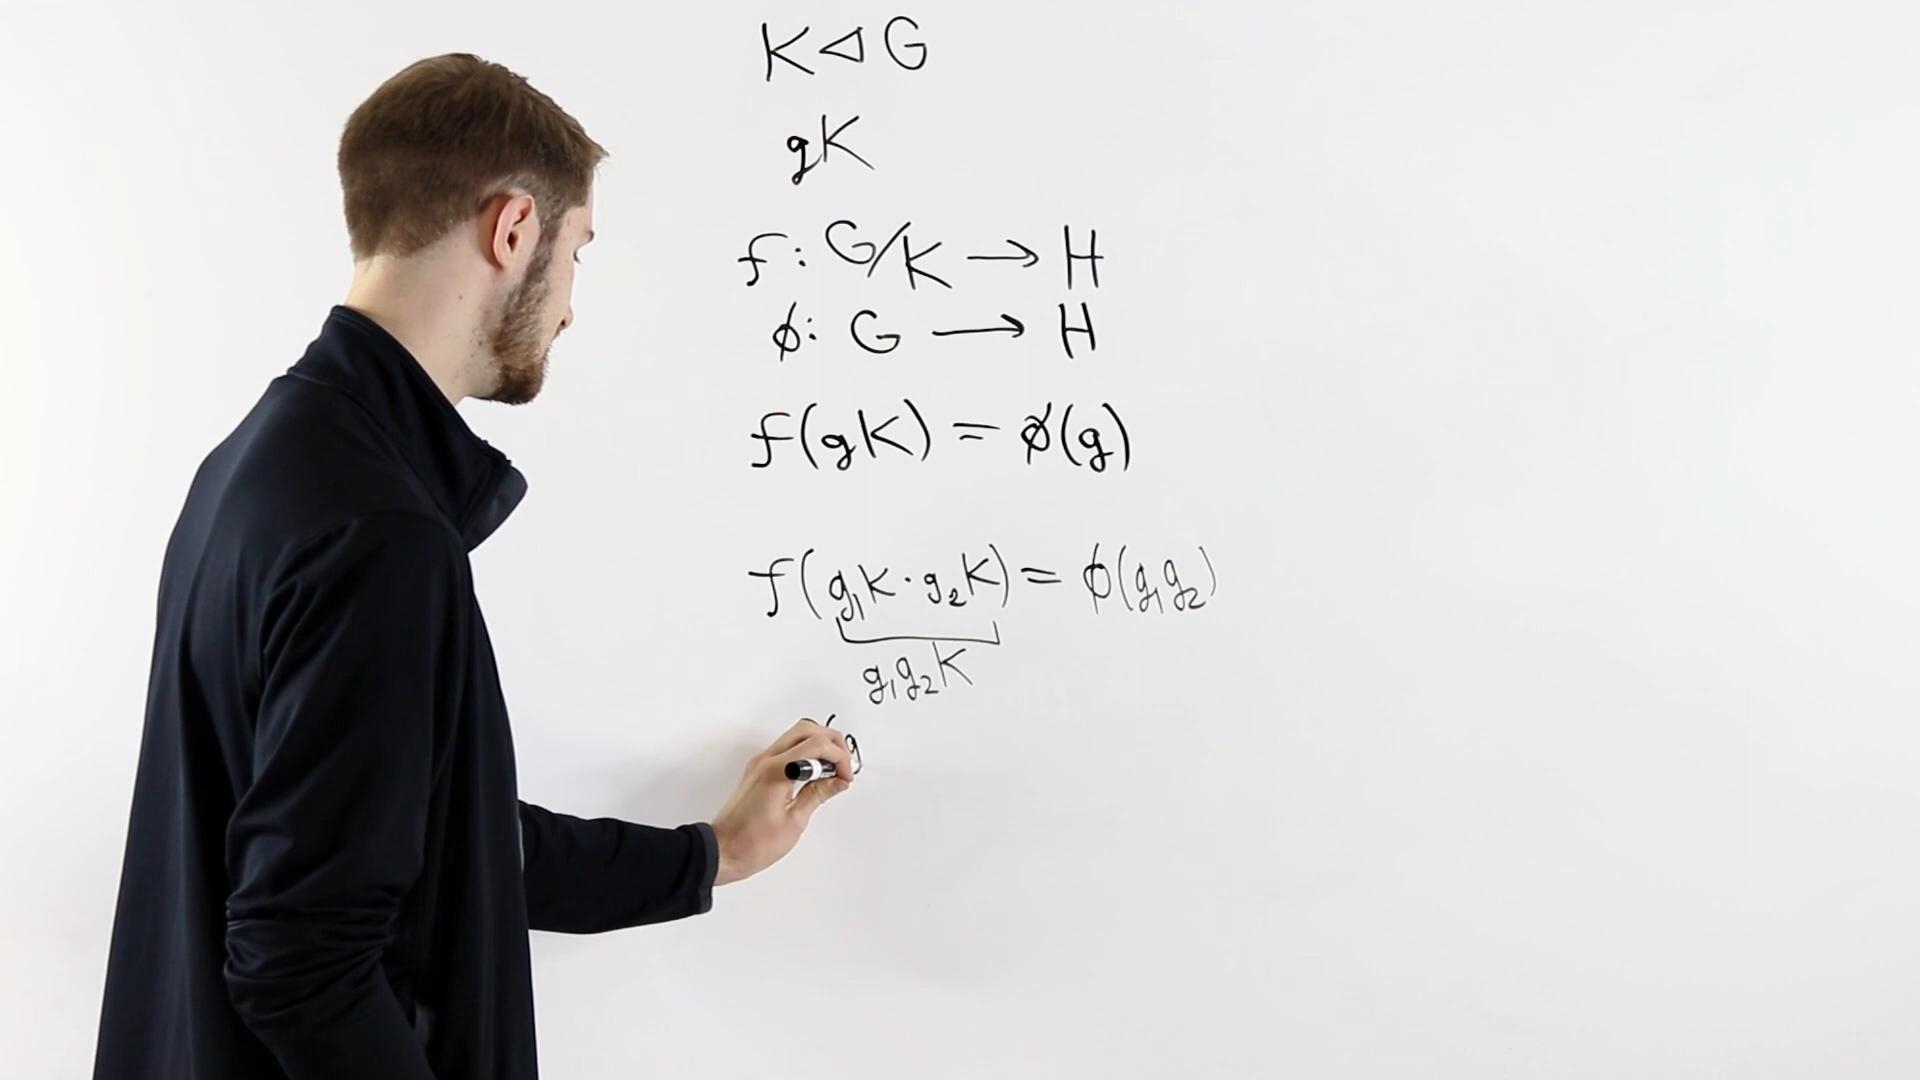 K ⊲ G
gK
f: G/K → H
ϕ: G → H
f(gK) = ϕ(g)
f(g₁K · g₂K) = ϕ(g₁g₂)
g₁g₂K
g